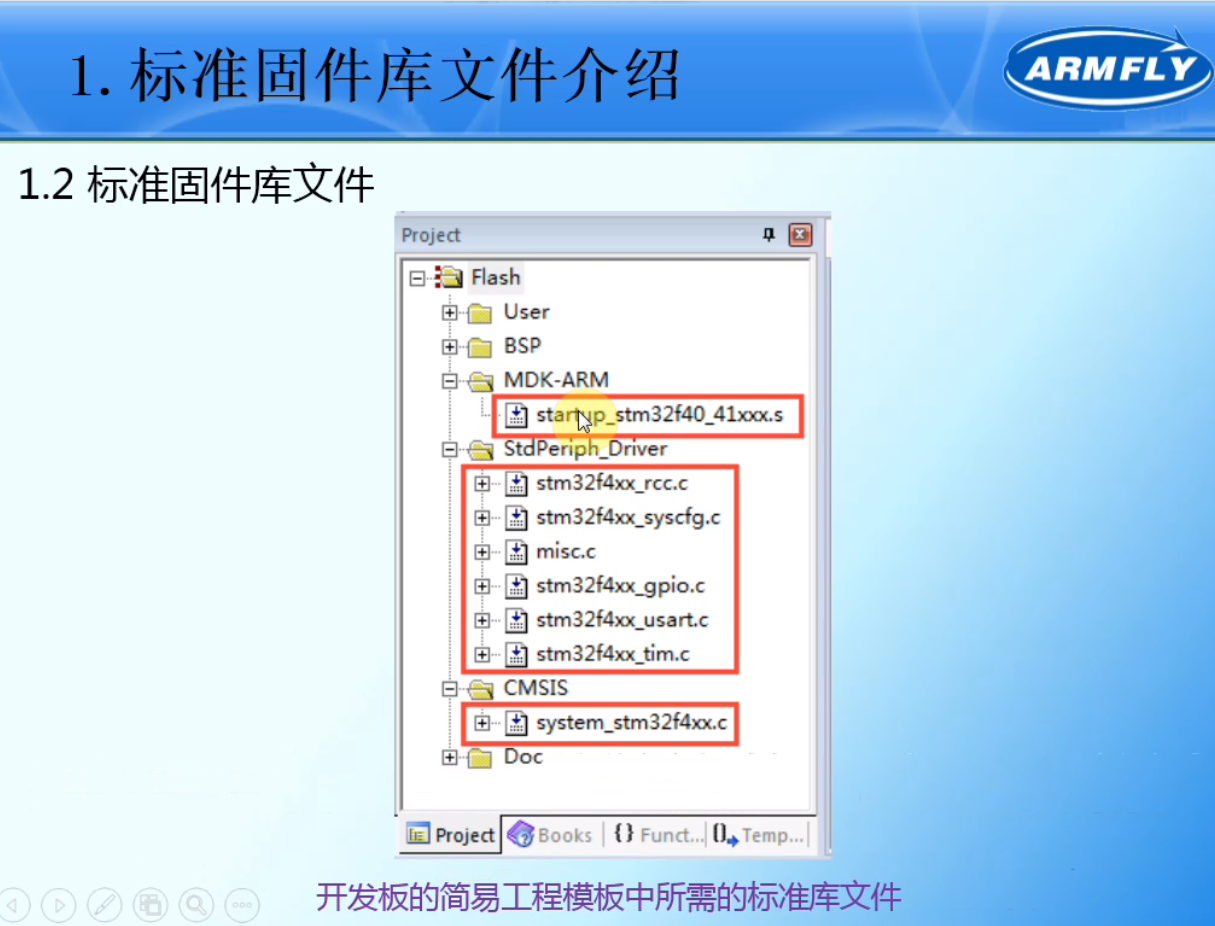 1. 标准固件库文件介绍
ARMFLY
1.2 标准固件库文件
Project
Flash
User
BSP
MDK-ARM
startup_stm32f40_41xxx.s
StdPeriph_Driver
stm32f4xx_rcc.c
stm32f4xx_syscfg.c
misc.c
stm32f4xx_gpio.c
stm32f4xx_usart.c
stm32f4xx_tim.c
CMSIS
system_stm32f4xx.c
Doc
Project Books {} Funct... Temp...
开发板的简易工程模板中所需的标准库文件